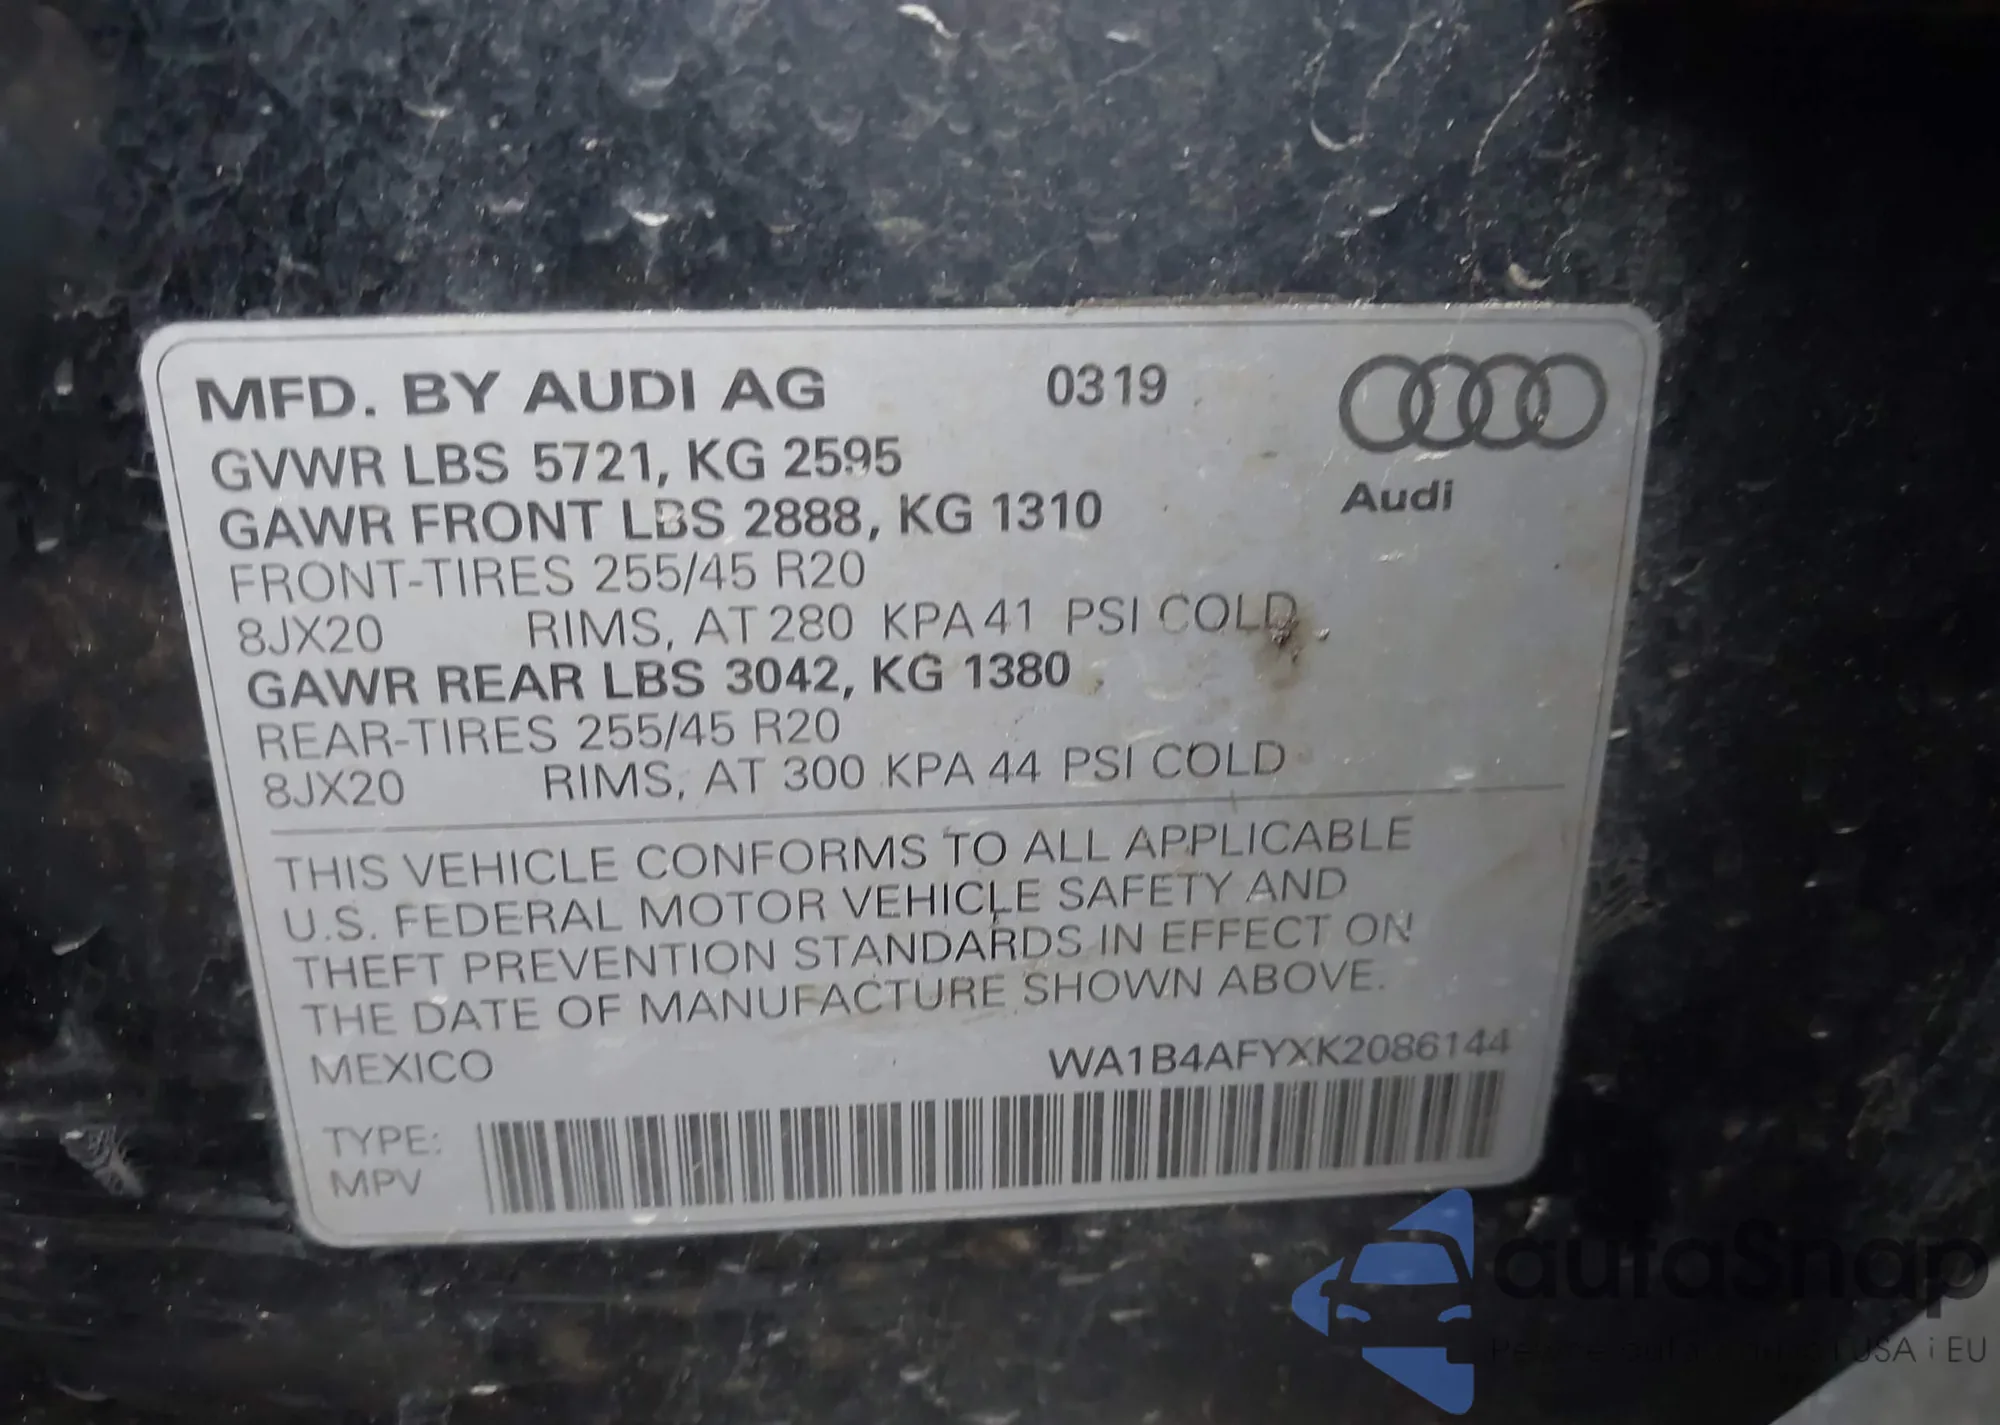 MFD. BY AUDI AG 0319
GVWR LBS 5721, KG 2595
GAWR FRONT LBS 2888, KG 1310
Audi
FRONT-TIRES 255/45 R20
8JX20 RIMS, AT 280 KPA 41 PSI COLD
GAWR REAR LBS 3042, KG 1380
REAR-TIRES 255/45 R20
8JX20 RIMS, AT 300 KPA 44 PSI COLD
THIS VEHICLE CONFORMS TO ALL APPLICABLE
U.S. FEDERAL MOTOR VEHICLE SAFETY AND
THEFT PREVENTION STANDARDS IN EFFECT ON
THE DATE OF MANUFACTURE SHOWN ABOVE.
MEXICO WA1B4AFYXK2086144
TYPE:
MPV
autaSnap
USA i EU